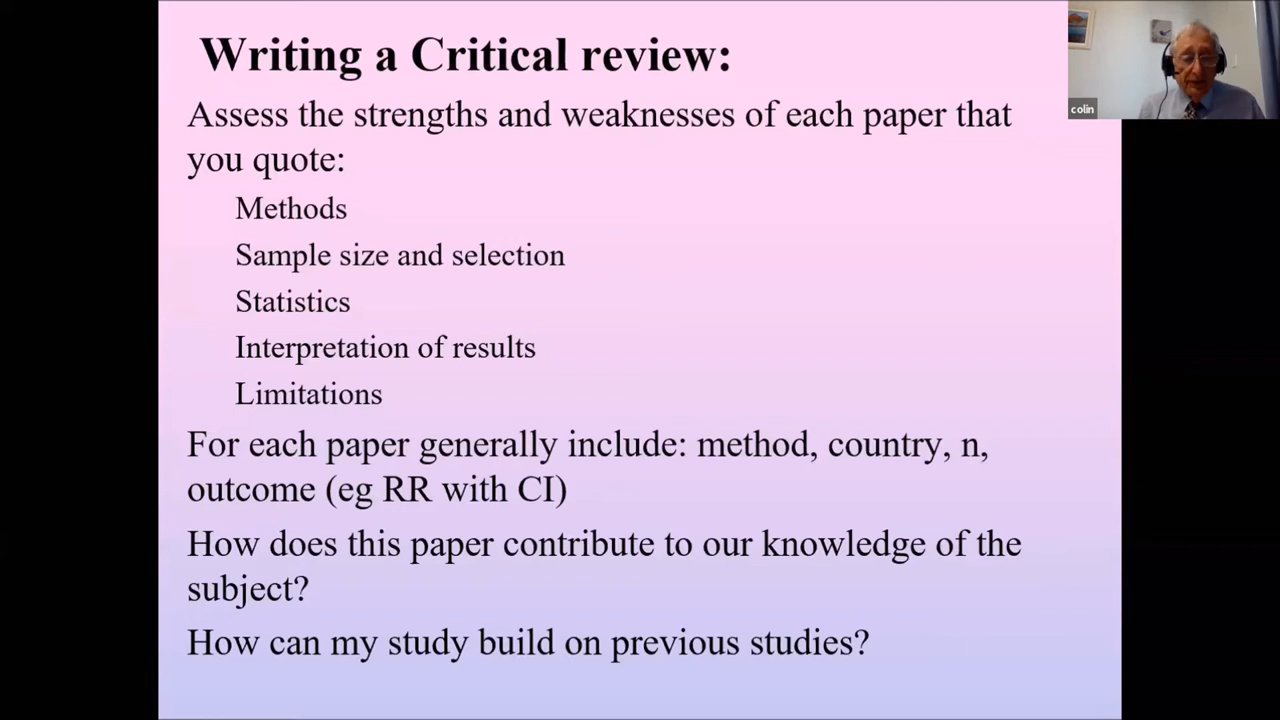 Writing a Critical review:
Assess the strengths and weaknesses of each paper that
you quote:
Methods
Sample size and selection
Statistics
Interpretation of results
Limitations
For each paper generally include: method, country, n,
outcome (eg RR with CI)
How does this paper contribute to our knowledge of the
subject?
How can my study build on previous studies?
colin